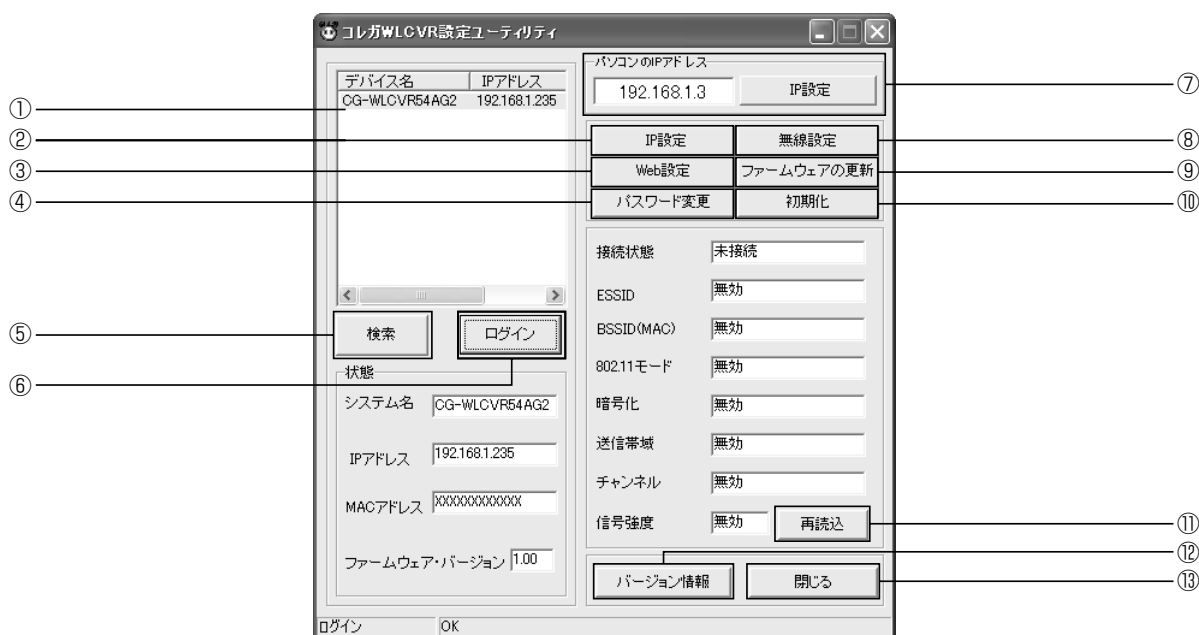 コレガWLCVR設定ユーティリティ
デバイス名 IPアドレス
CG-WLCVR54AG2 192.168.1.235
パソコンのIPアドレス
192.168.1.3 IP設定
① ⑦
② IP設定 無線設定 ⑧
③ Web設定 ファームウェアの更新 ⑨
④ パスワード変更 初期化 ⑩
接続状態 未接続
ESSID 無効
BSSID(MAC) 無効
⑤ 検索 ログイン
⑥
802.11モード 無効
暗号化 無効
送信帯域 無効
チャンネル 無効
信号強度 無効 再読込 ⑪
状態
システム名 CG-WLCVR54AG2
IPアドレス 192.168.1.235
MACアドレス XXXXXXXXXXXX
ファームウェア・バージョン 1.00
⑫
バージョン情報 閉じる ⑬
ログイン OK